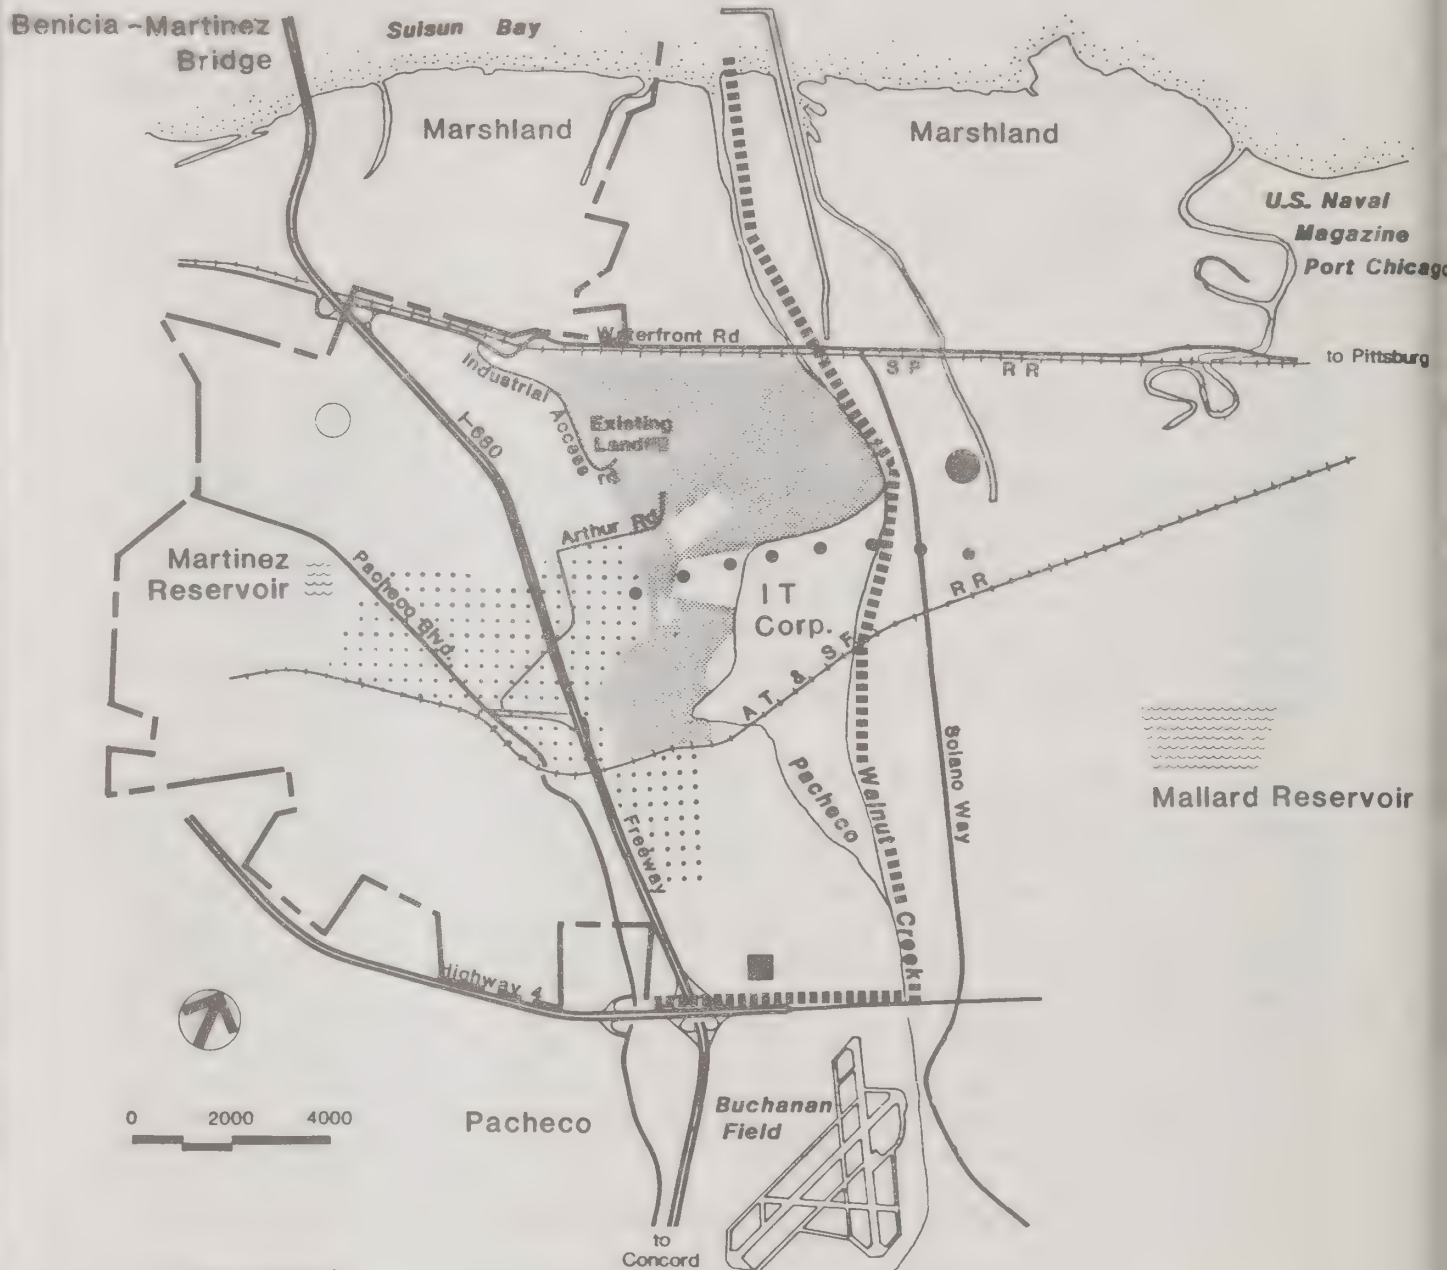 Benicia-Martinez
Bridge
Suisun Bay
Marshland
Marshland
U.S. Naval
Magazine
Port Chicago
Waterfront Rd
S P R R
to Pittsburg
Industrial Access rd
I-680
Existing
Landfill
Arthur Rd
Martinez
Reservoir
Pacheco Blvd.
I T
Corp.
A T & S F R R
Solano Way
Mallard Reservoir
Pacheco
Walnut Creek
Freeway
Highway 4
0 2000 4000
Pacheco
Buchanan
Field
to
Concord